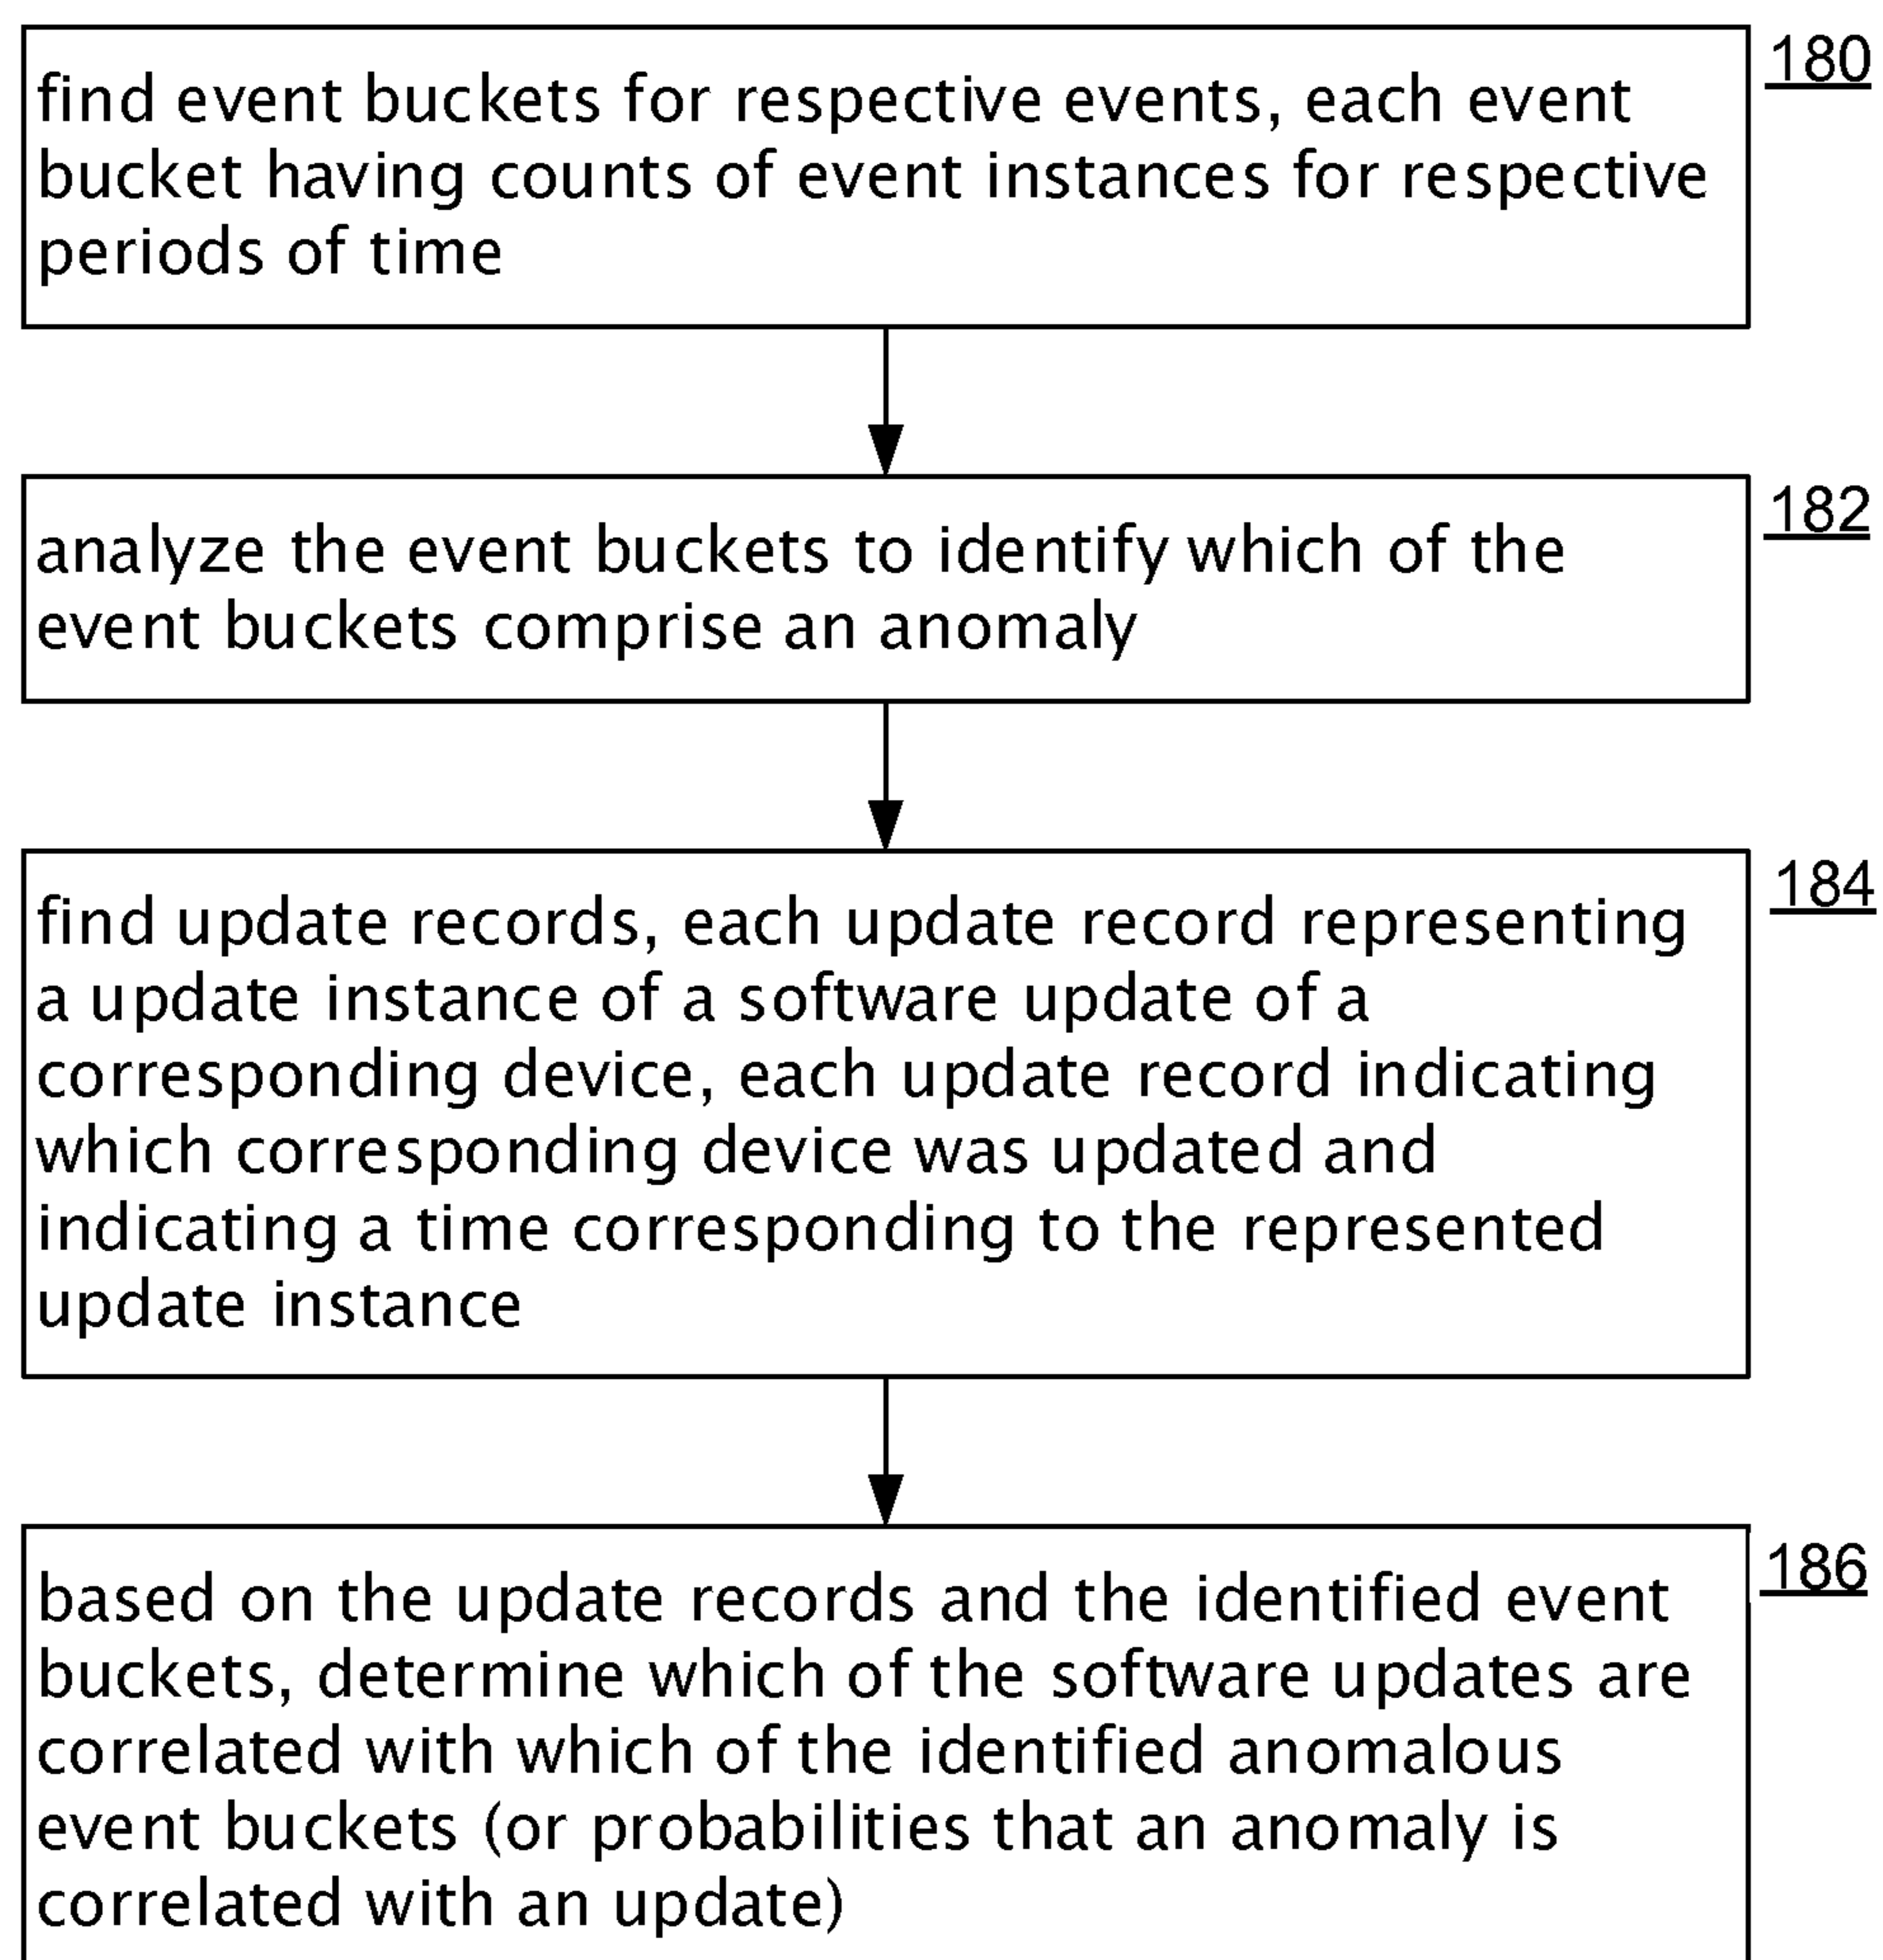 180
find event buckets for respective events, each event
bucket having counts of event instances for respective
periods of time
182
analyze the event buckets to identify which of the
event buckets comprise an anomaly
184
find update records, each update record representing
a update instance of a software update of a
corresponding device, each update record indicating
which corresponding device was updated and
indicating a time corresponding to the represented
update instance
186
based on the update records and the identified event
buckets, determine which of the software updates are
correlated with which of the identified anomalous
event buckets (or probabilities that an anomaly is
correlated with an update)